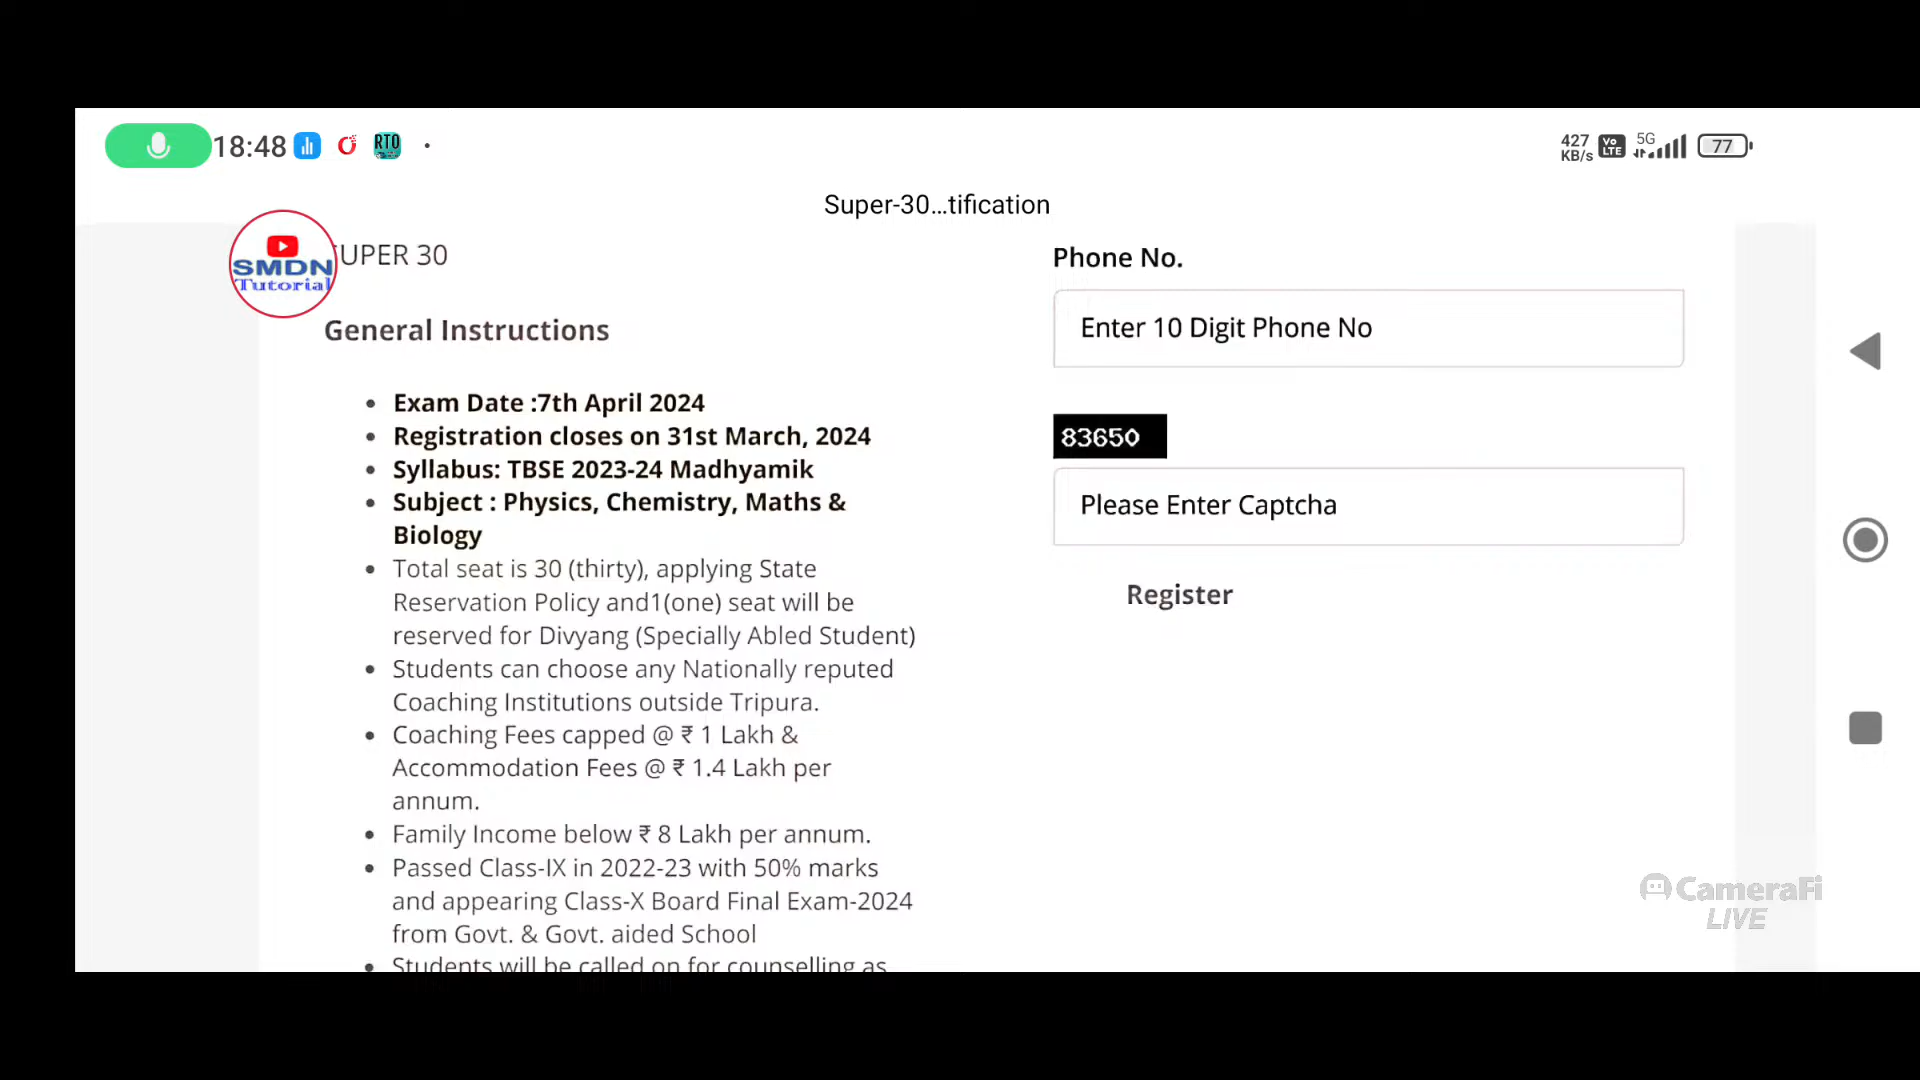 18:48
RTO
427
KB/s
Vo
LTE
5G
77
Super-30...tification
SMDN
Tutorial
UPER 30
General Instructions
Exam Date :7th April 2024
Registration closes on 31st March, 2024
Syllabus: TBSE 2023-24 Madhyamik
Subject : Physics, Chemistry, Maths &
Biology
Total seat is 30 (thirty), applying State
Reservation Policy and1(one) seat will be
reserved for Divyang (Specially Abled Student)
Students can choose any Nationally reputed
Coaching Institutions outside Tripura.
Coaching Fees capped @ ₹ 1 Lakh &
Accommodation Fees @ ₹ 1.4 Lakh per
annum.
Family Income below ₹ 8 Lakh per annum.
Passed Class-IX in 2022-23 with 50% marks
and appearing Class-X Board Final Exam-2024
from Govt. & Govt. aided School
Students will be called on for counselling as
Phone No.
Enter 10 Digit Phone No
83650
Please Enter Captcha
Register
CameraFi
LIVE